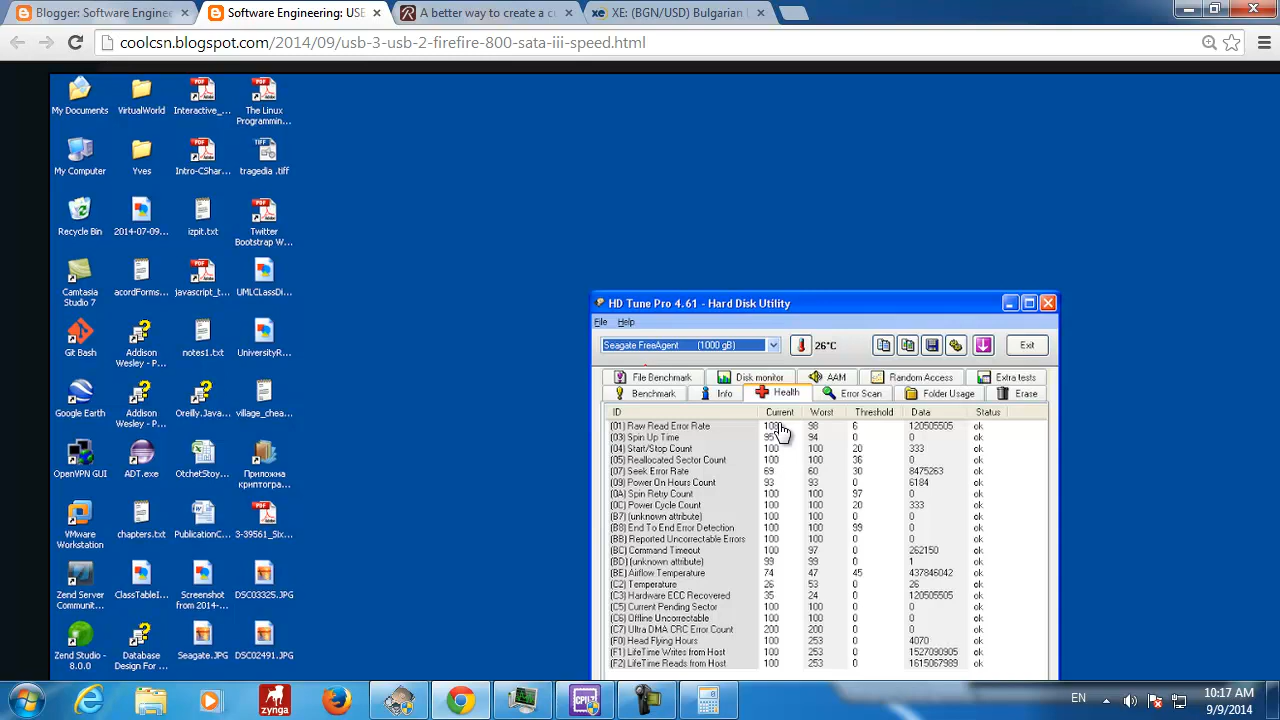 Blogger: Software Enginee
Software Engineering: USE
A better way to create a c
XE: (BGN/USD) Bulgarian L
coolcsn.blogspot.com/2014/09/usb-3-usb-2-firefire-800-sata-iii-speed.html
My Documents
VirtualWorld
Interactive_...
The Linux Programmin...
My Computer
Yves
Intro-CShar...
tragedia .tiff
Recycle Bin
2014-07-09...
izpit.txt
Twitter Bootstrap W...
Camtasia Studio 7
acordForms...
javascript_t...
UMLClassDi...
Git Bash
Addison Wesley - P...
notes1.txt
UniversityR...
Google Earth
Addison Wesley - P...
Oreilly.Java...
village_chea...
OpenVPN GUI
ADT.exe
OtchetStoy...
Приложна криптогра...
VMware Workstation
chapters.txt
PublicationC...
3-39561_Six...
Zend Server Communit...
ClassTableI...
Screenshot from 2014-...
DSC03325.JPG
Zend Studio - 8.0.0
Database Design For ...
Seagate.JPG
DSC02491.JPG
HD Tune Pro 4.61 - Hard Disk Utility
File Help
Seagate FreeAgent (1000 gB) 26°C Exit
File Benchmark Disk monitor AAM Random Access Extra tests
Benchmark Info Health Error Scan Folder Usage Erase
ID Current Worst Threshold Data Status
(01) Raw Read Error Rate 98 6 120505505 ok
(03) Spin Up Time 95 94 0 0 ok
(04) Start/Stop Count 100 100 20 333 ok
(05) Reallocated Sector Count 100 100 36 0 ok
(07) Seek Error Rate 69 60 30 8475263 ok
(09) Power On Hours Count 93 93 0 6184 ok
(0A) Spin Retry Count 100 100 97 0 ok
(0C) Power Cycle Count 100 100 20 333 ok
(B7) (unknown attribute) 100 100 0 0 ok
(B8) End To End Error Detection 100 100 99 0 ok
(BB) Reported Uncorrectable Errors 100 100 0 0 ok
(BC) Command Timeout 100 97 0 262150 ok
(BD) (unknown attribute) 99 99 0 1 ok
(BE) Airflow Temperature 74 47 45 437846042 ok
(C2) Temperature 26 53 0 26 ok
(C3) Hardware ECC Recovered 35 24 0 120505505 ok
(C5) Current Pending Sector 100 100 0 0 ok
(C6) Offline Uncorrectable 100 100 0 0 ok
(C7) Ultra DMA CRC Error Count 200 200 0 0 ok
(F0) Head Flying Hours 100 253 0 4070 ok
(F1) LifeTime Writes from Host 100 253 0 1527090905 ok
(F2) LifeTime Reads from Host 100 253 0 1615067989 ok
zynga
EN
10:17 AM
9/9/2014